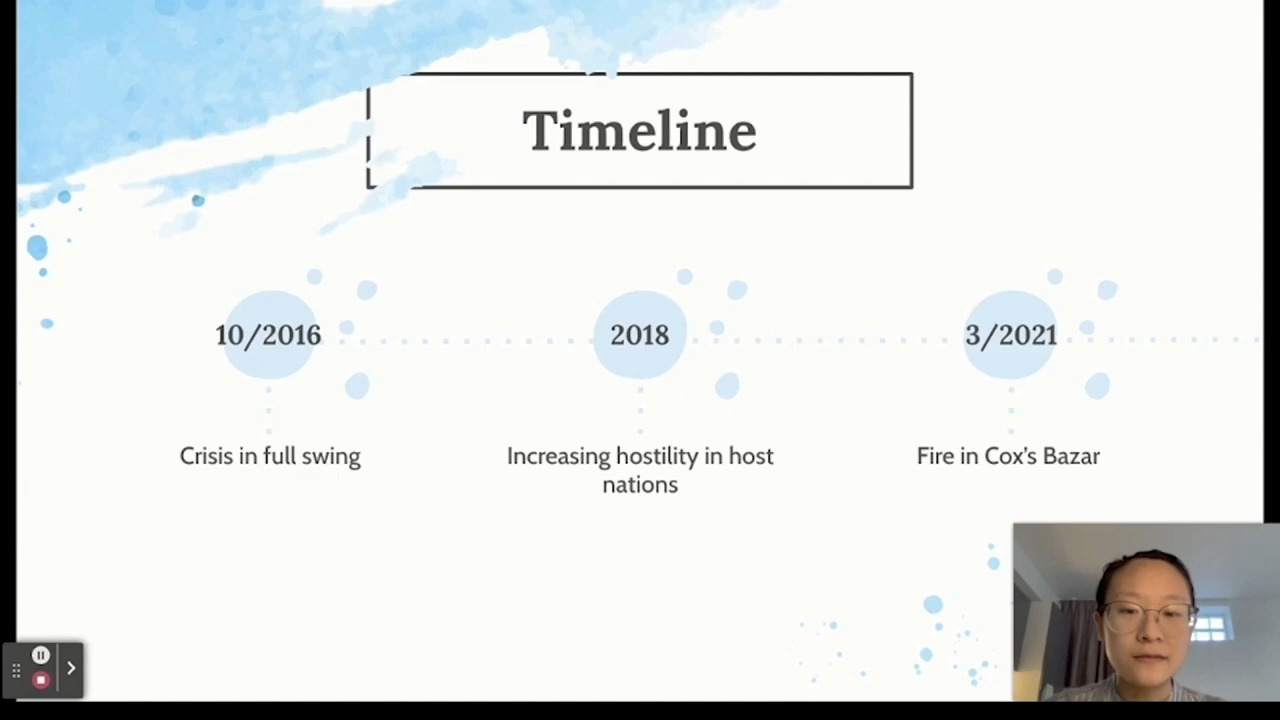 Timeline
10/2016
2018
3/2021
Crisis in full swing
Increasing hostility in host
nations
Fire in Cox's Bazar